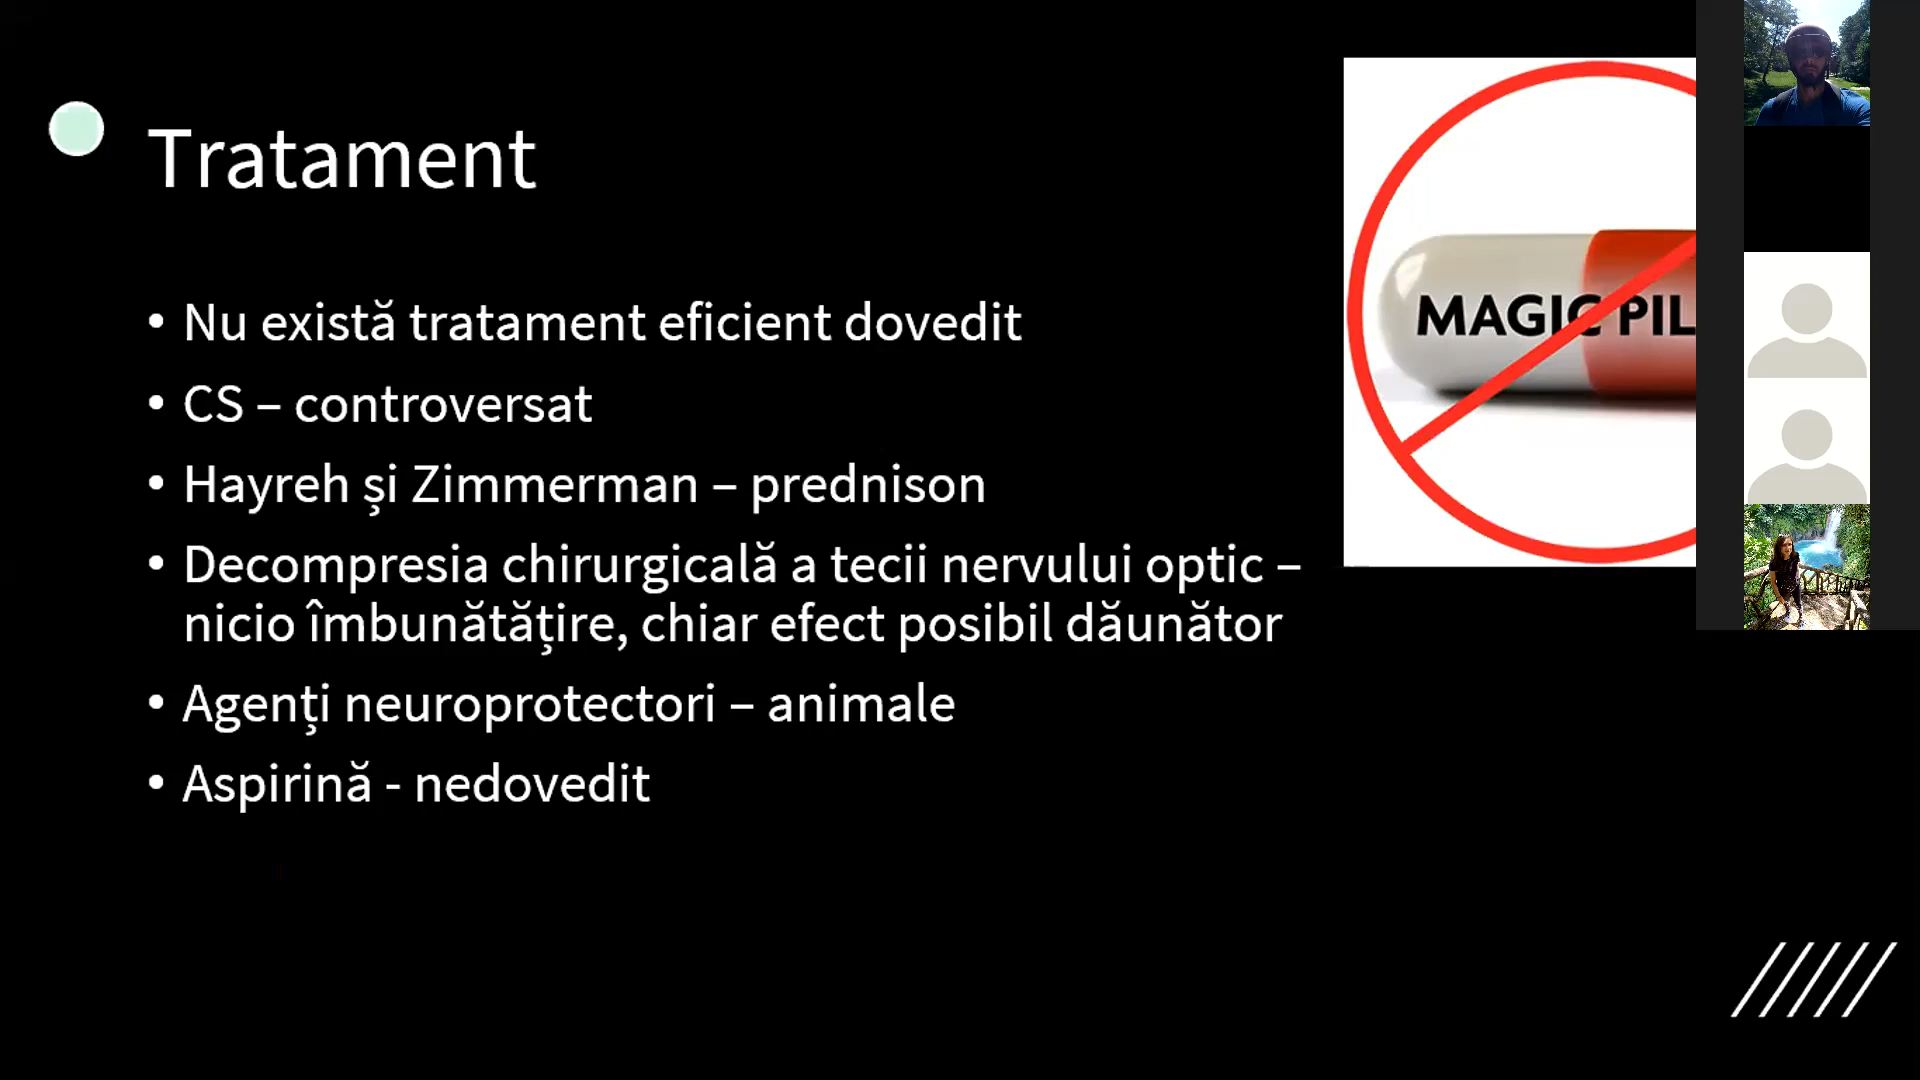 Tratament
• Nu există tratament eficient dovedit
• CS – controversat
• Hayreh și Zimmerman – prednison
• Decompresia chirurgicală a tecii nervului optic –
nicio îmbunătățire, chiar efect posibil dăunător
• Agenți neuroprotectori – animale
• Aspirină - nedovedit
MAGIC PIL